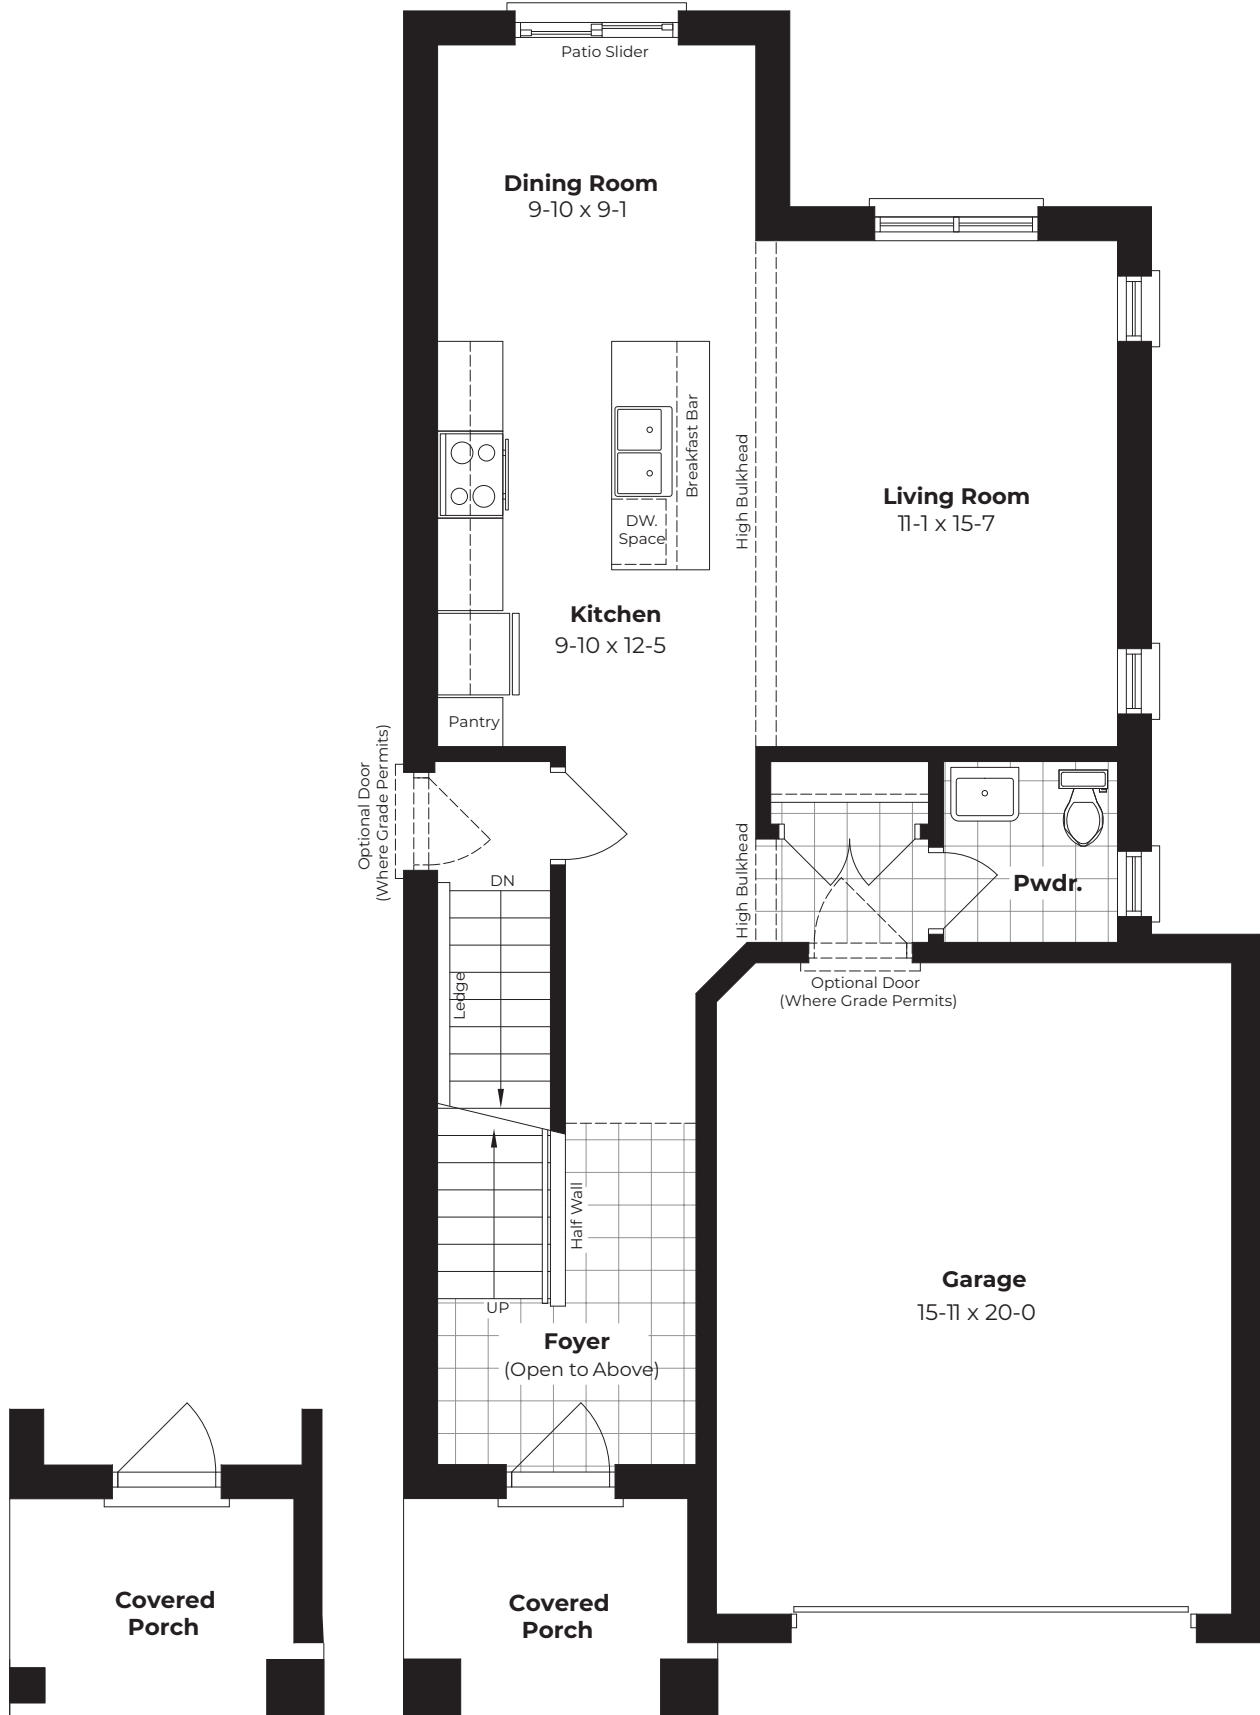 Patio Slider
Dining Room
9-10 x 9-1
Breakfast Bar
High Bulkhead
Living Room
11-1 x 15-7
DW.
Space
Kitchen
9-10 x 12-5
Pantry
Optional Door
(Where Grade Permits)
High Bulkhead
Pwdr.
DN
Ledge
Optional Door
(Where Grade Permits)
Half Wall
Garage
15-11 x 20-0
UP
Foyer
(Open to Above)
Covered
Porch
Covered
Porch